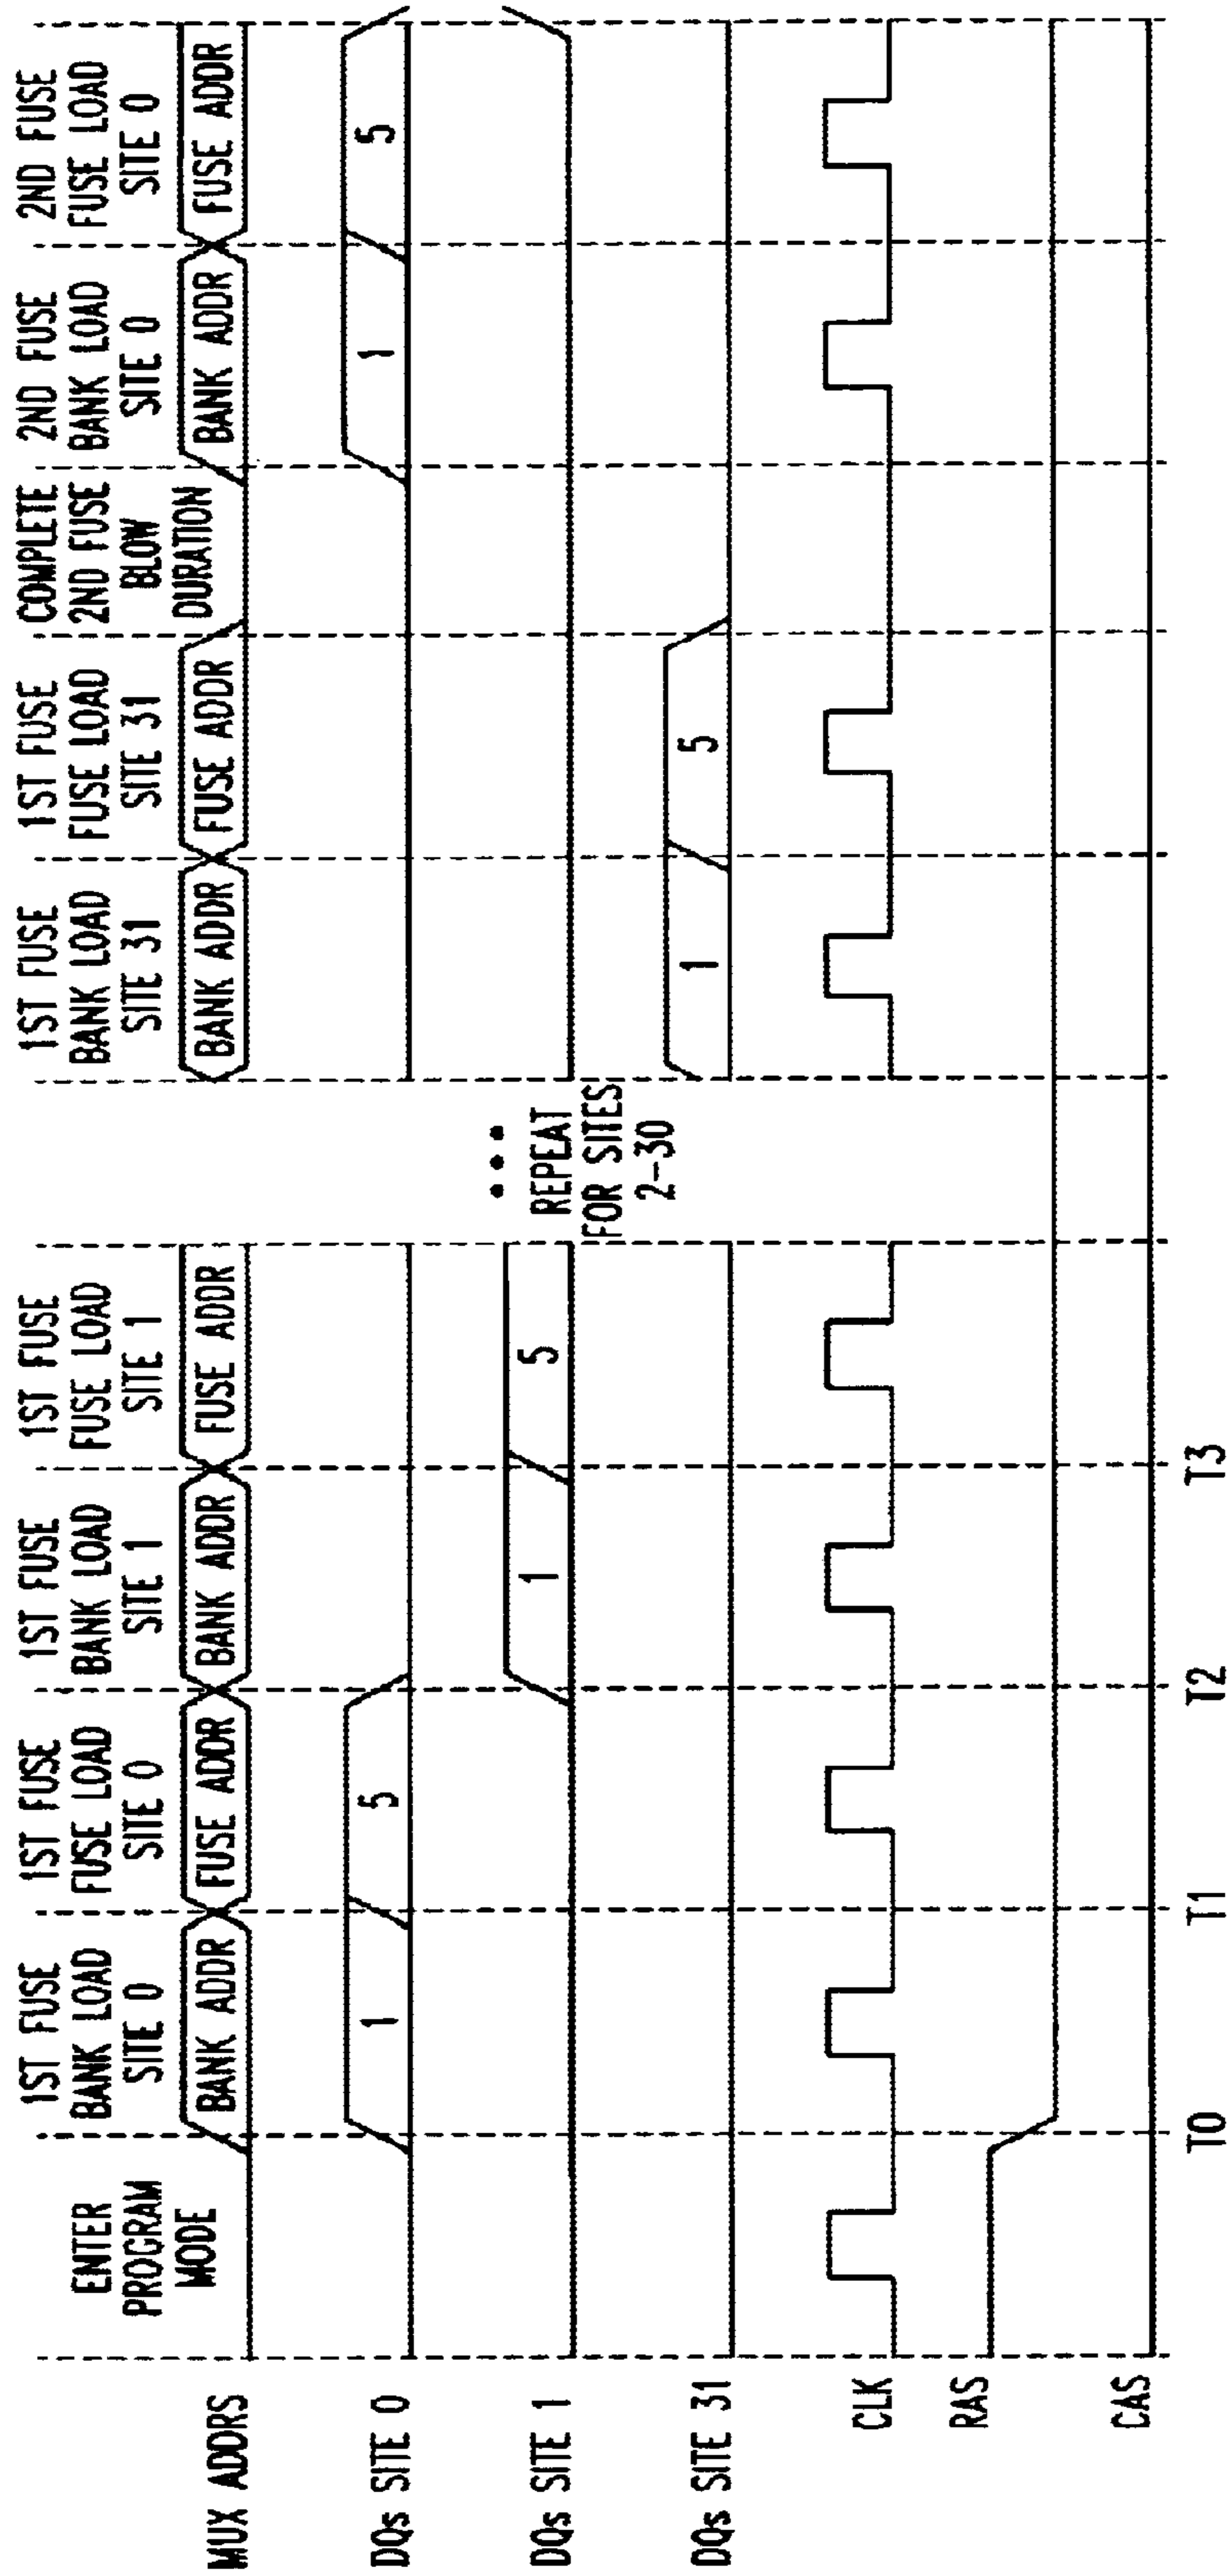 ENTER
PROGRAM
MODE
1ST FUSE
BANK LOAD
SITE 0
1ST FUSE
FUSE LOAD
SITE 0
1ST FUSE
BANK LOAD
SITE 1
1ST FUSE
FUSE LOAD
SITE 1
1ST FUSE
BANK LOAD
SITE 31
1ST FUSE
FUSE LOAD
SITE 31
COMPLETE
2ND FUSE
BLOW
DURATION
2ND FUSE
BANK LOAD
SITE 0
2ND FUSE
FUSE LOAD
SITE 0
MUX ADDRS
BANK ADDR
FUSE ADDR
BANK ADDR
FUSE ADDR
BANK ADDR
FUSE ADDR
BANK ADDR
FUSE ADDR
DQs SITE 0
1
5
1
5
DQs SITE 1
1
5
• • •
REPEAT
FOR SITES
2-30
DQs SITE 31
1
5
CLK
RAS
CAS
T0
T1
T2
T3